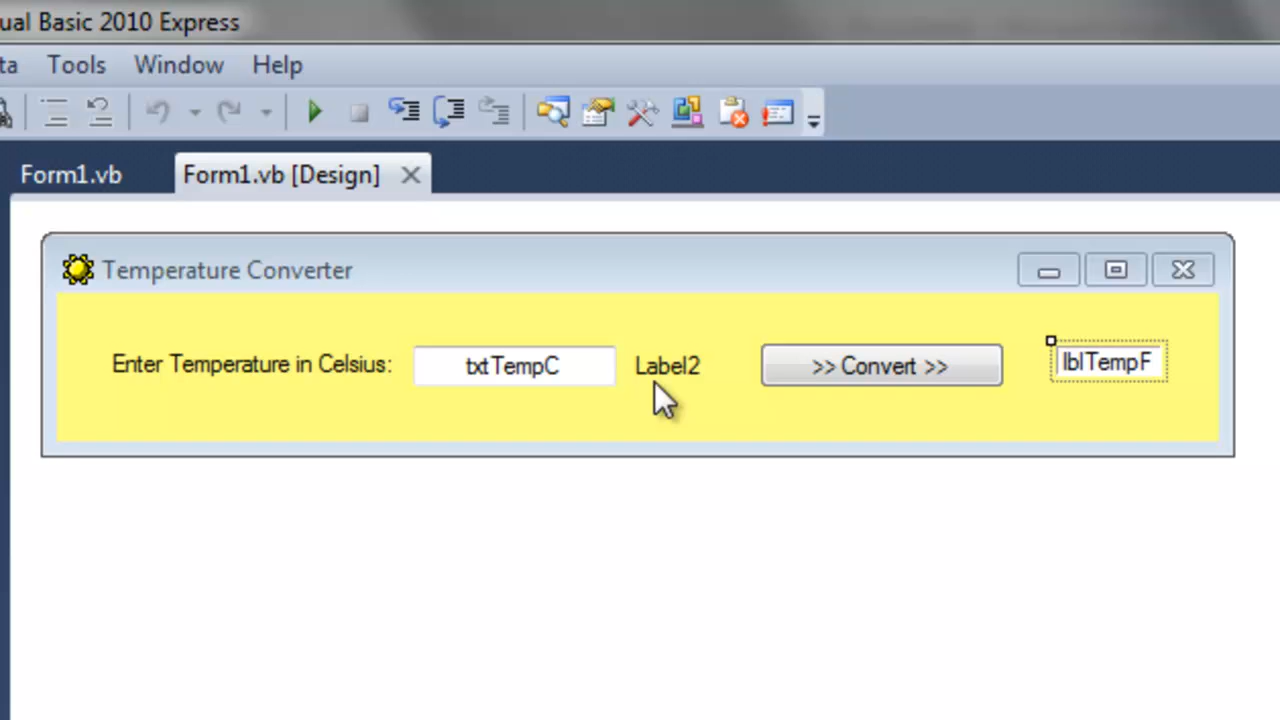 ual Basic 2010 Express
ta Tools Window Help
Form1.vb Form1.vb [Design]
Temperature Converter
Enter Temperature in Celsius: txtTempC Label2 >> Convert >> lblTempF